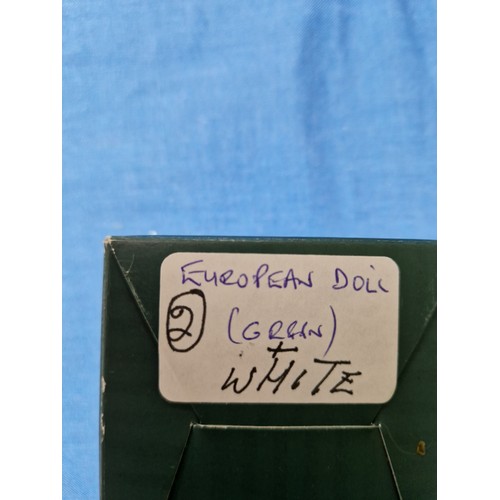 EUROPEAN DOLL
② (GREEN)
+
WHITE